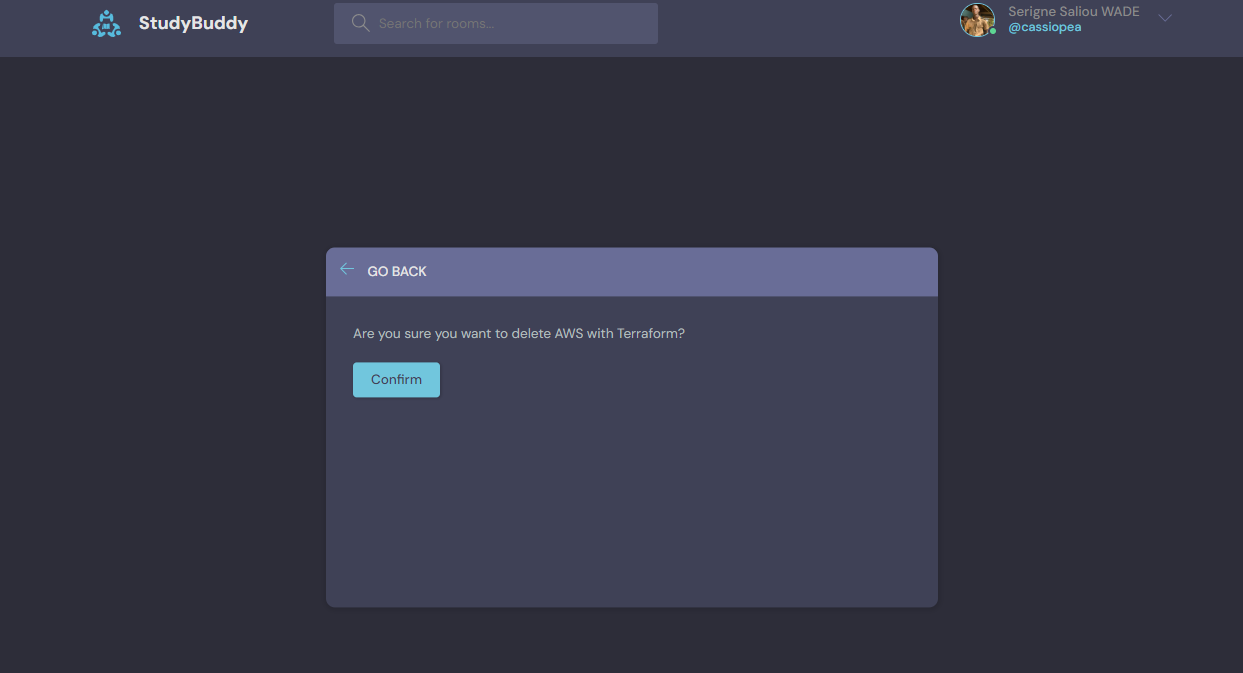 StudyBuddy
Search for rooms...
Serigne Saliou WADE
@cassiopea
GO BACK
Are you sure you want to delete AWS with Terraform?
Confirm